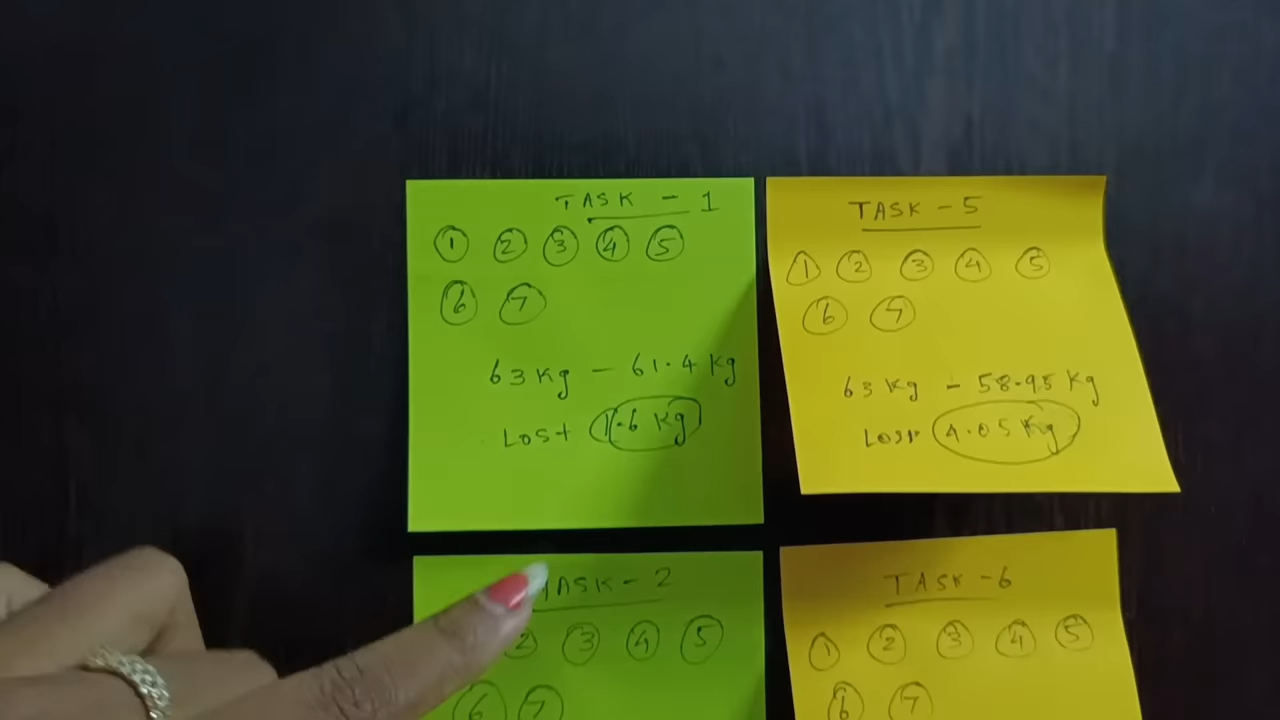 TASK - 1
1 2 3 4 5
6 7
63 Kg - 61.4 Kg
Lost 1.6 Kg
TASK - 5
1 2 3 4 5
6 7
63 Kg - 58.95 Kg
Lost 4.05 Kg
TASK - 2
2 3 4 5
6 7
TASK - 6
1 2 3 4 5
6 7